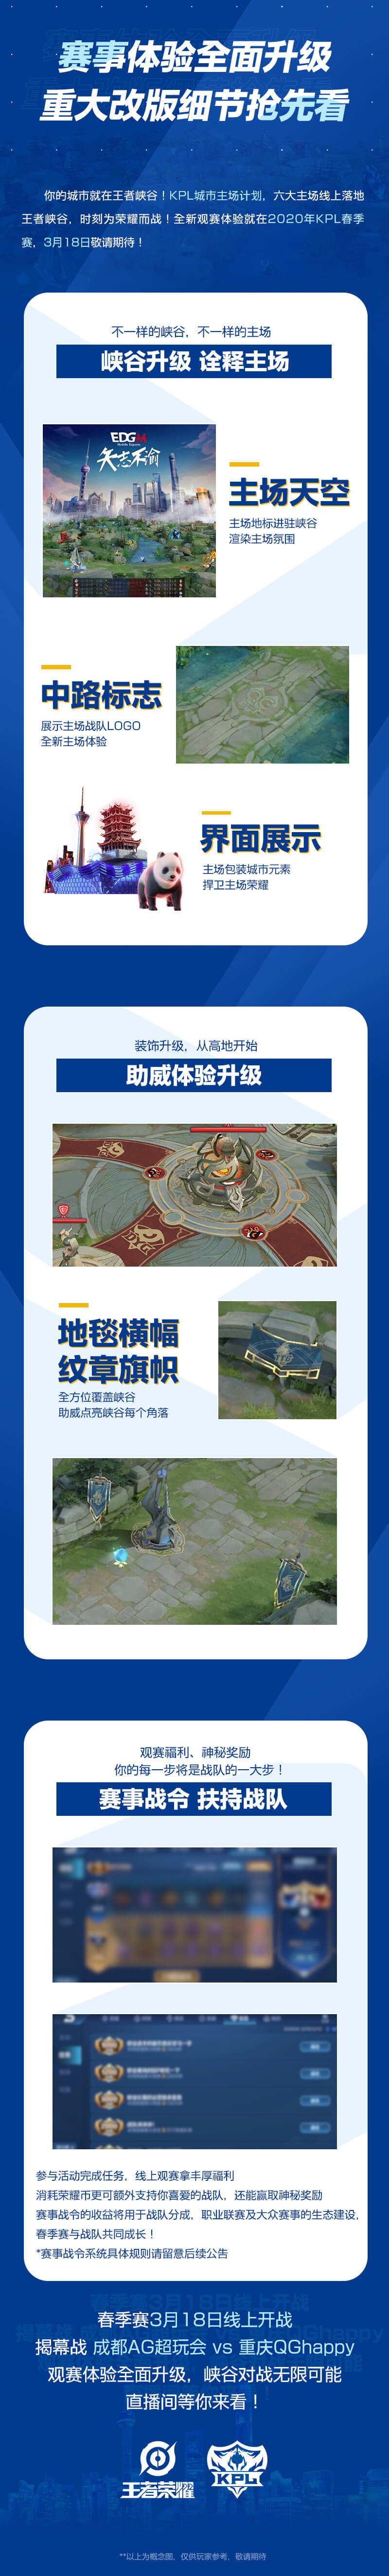 赛事体验全面升级
重大改版细节抢先看
你的城市就在王者峡谷！KPL城市主场计划，六大主场线上落地
王者峡谷，时刻为荣耀而战！全新观赛体验就在2020年KPL春季
赛，3月18日敬请期待！
不一样的峡谷，不一样的主场
峡谷升级 诠释主场
EDGM
矢志不渝
主场天空
主场地标进驻峡谷
渲染主场氛围
中路标志
展示主场战队LOGO
全新主场体验
界面展示
主场包装城市元素
捍卫主场荣耀
装饰升级，从高地开始
助威体验升级
地毯横幅
纹章旗帜
全方位覆盖峡谷
助威点亮峡谷每个角落
观赛福利、神秘奖励
你的每一步将是战队的一大步！
赛事战令 扶持战队
参与活动完成任务，线上观赛拿丰厚福利
消耗荣耀币更可额外支持你喜爱的战队，还能赢取神秘奖励
赛事战令的收益将用于战队分成，职业联赛及大众赛事的生态建设，
春季赛与战队共同成长！
*赛事战令系统具体规则请留意后续公告
春季赛3月18日线上开战
揭幕战 成都AG超玩会 vs 重庆QGhappy
观赛体验全面升级，峡谷对战无限可能
直播间等你来看！
王者荣耀
KPL
**以上为概念图，仅供玩家参考，敬请期待